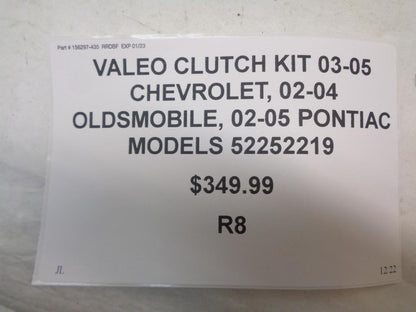 Part # 156297-435 RRDBF EXP 01/23
VALEO CLUTCH KIT 03-05
CHEVROLET, 02-04
OLDSMOBILE, 02-05 PONTIAC
MODELS 52252219
$349.99
R8
JL 12/22